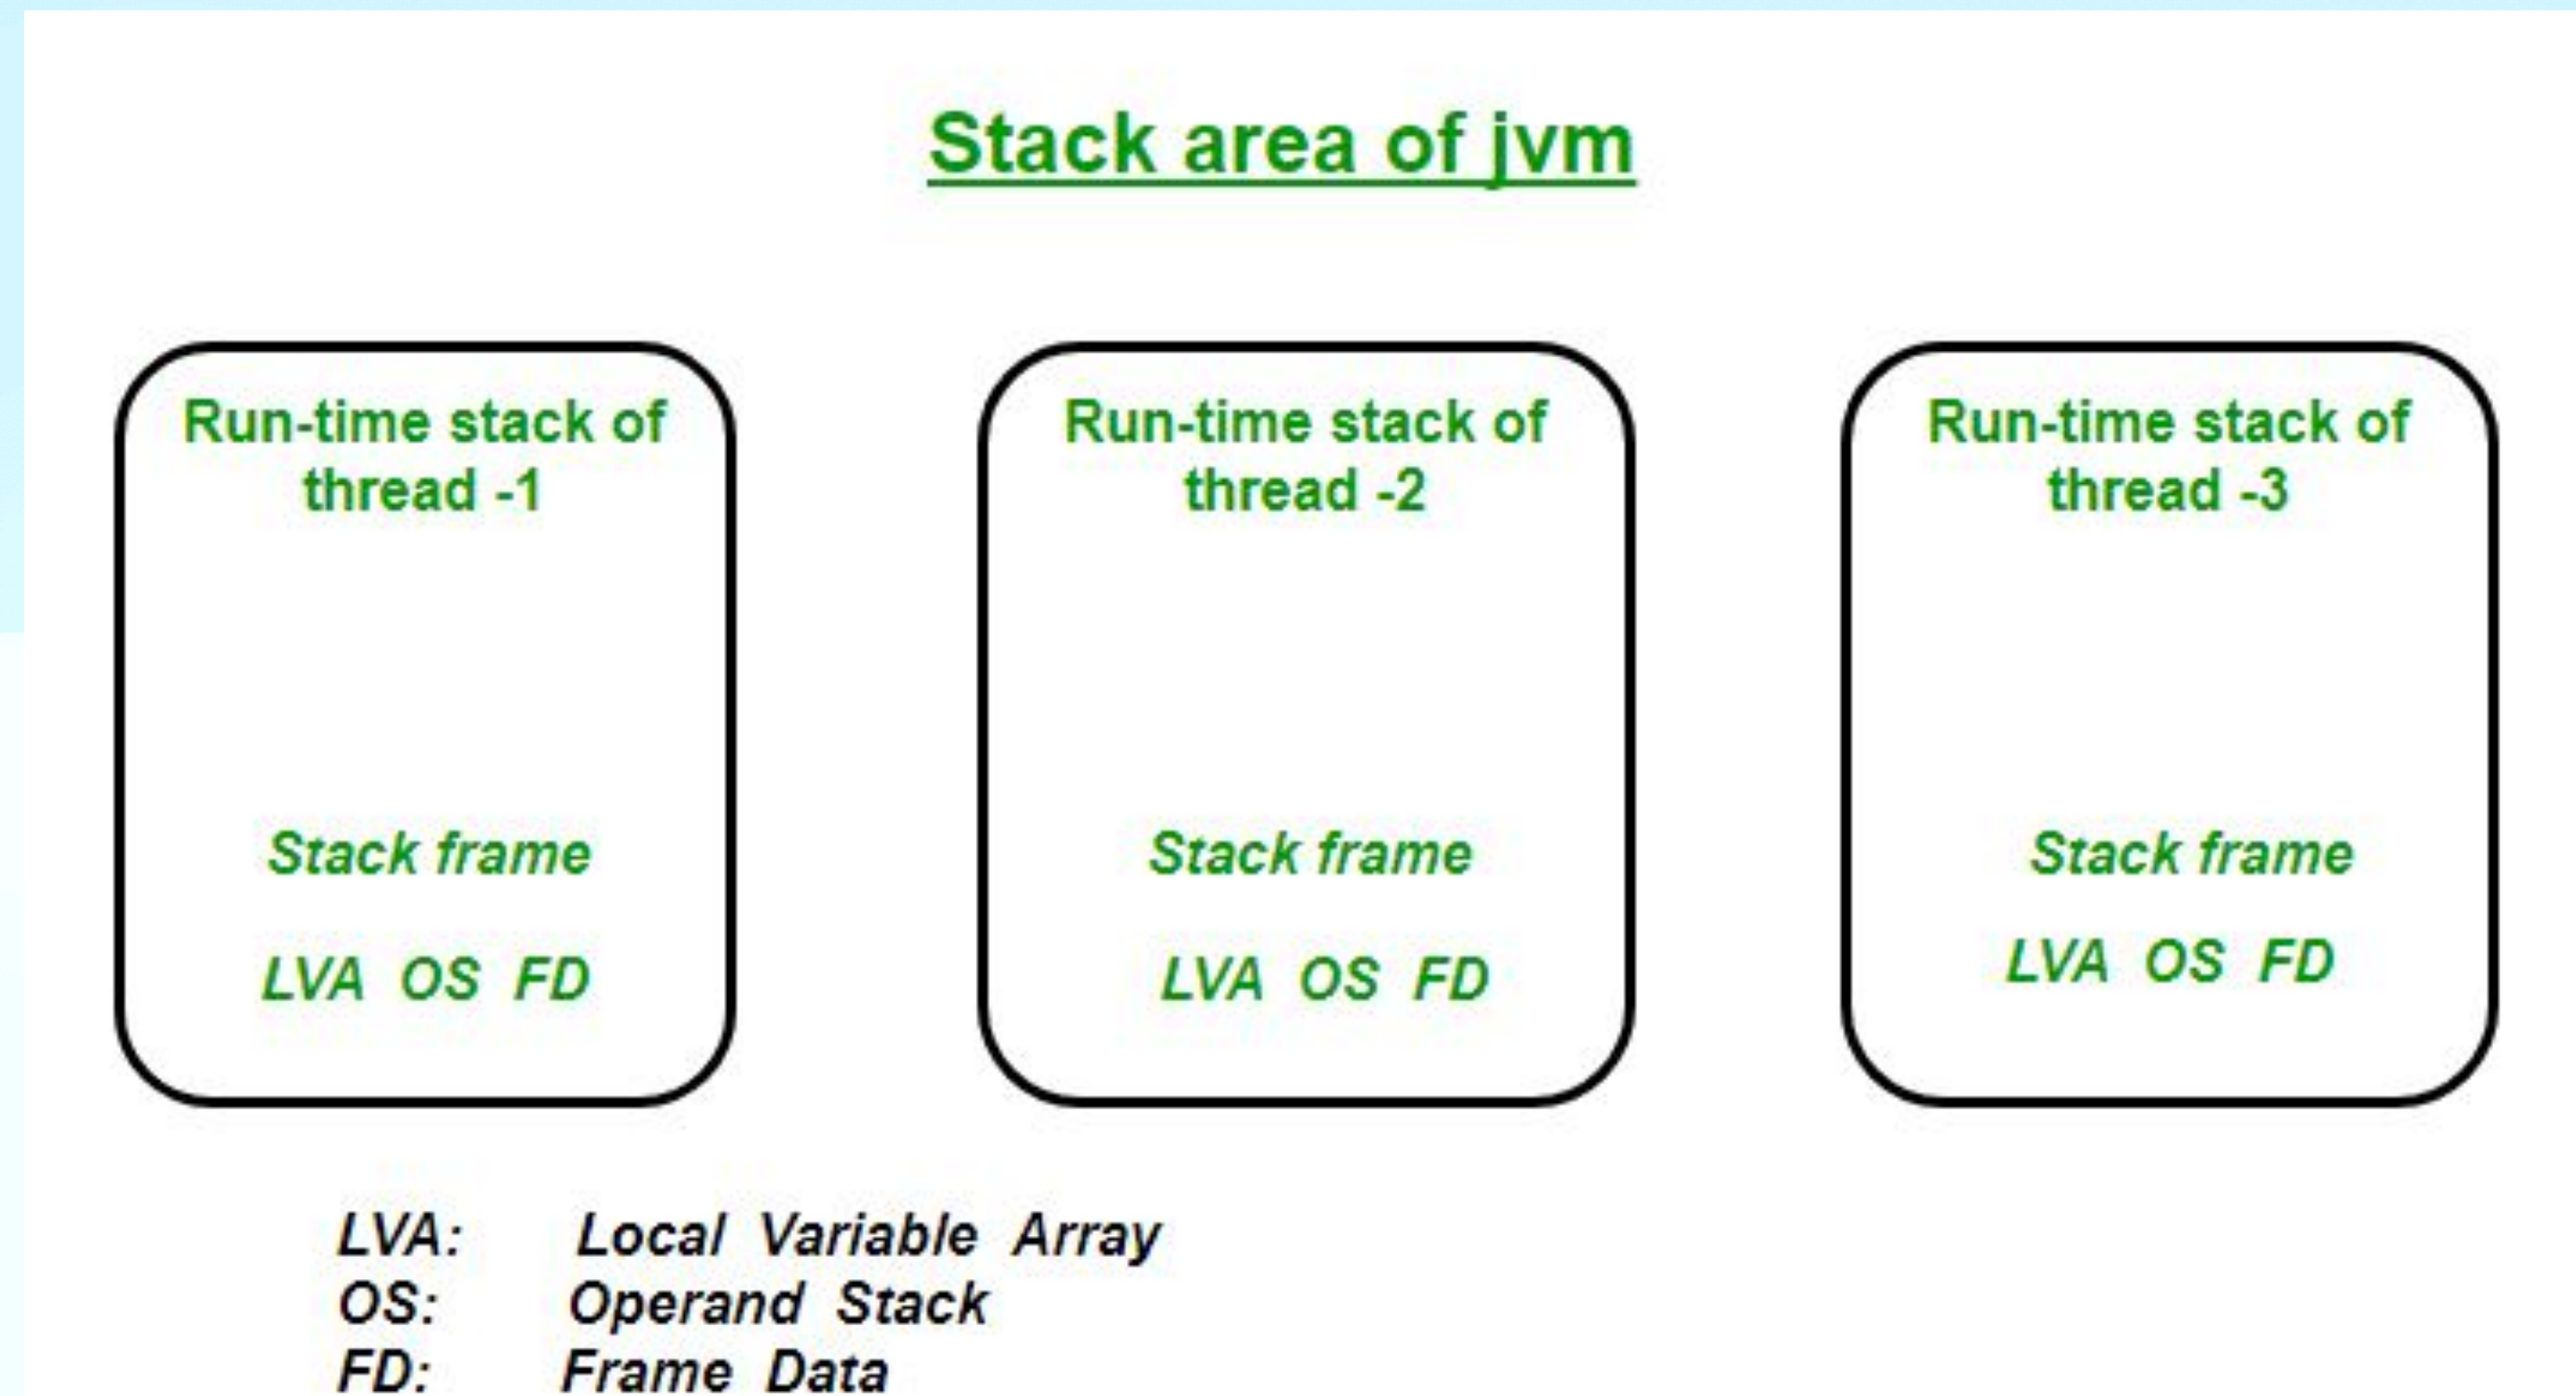 Stack area of jvm
Run-time stack of
thread -1
Stack frame
LVA OS FD
Run-time stack of
thread -2
Stack frame
LVA OS FD
Run-time stack of
thread -3
Stack frame
LVA OS FD
LVA: Local Variable Array
OS: Operand Stack
FD: Frame Data